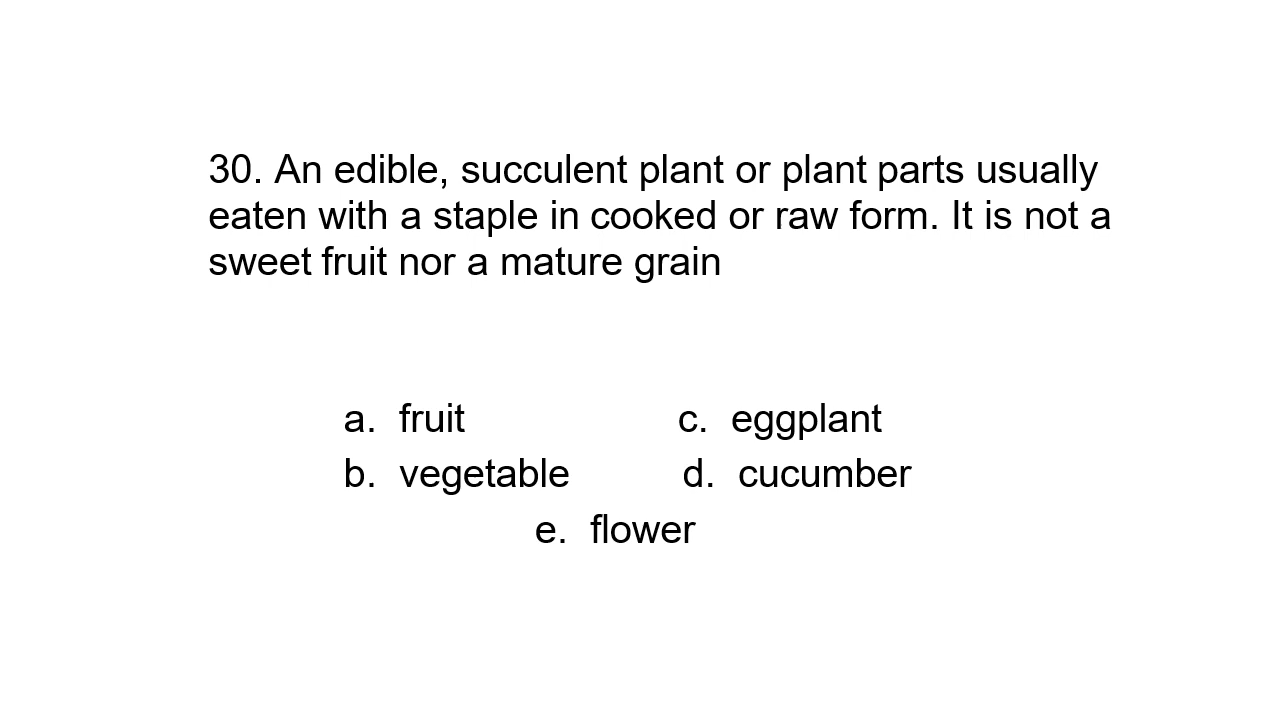 30. An edible, succulent plant or plant parts usually
eaten with a staple in cooked or raw form. It is not a
sweet fruit nor a mature grain
a. fruit c. eggplant
b. vegetable d. cucumber
e. flower